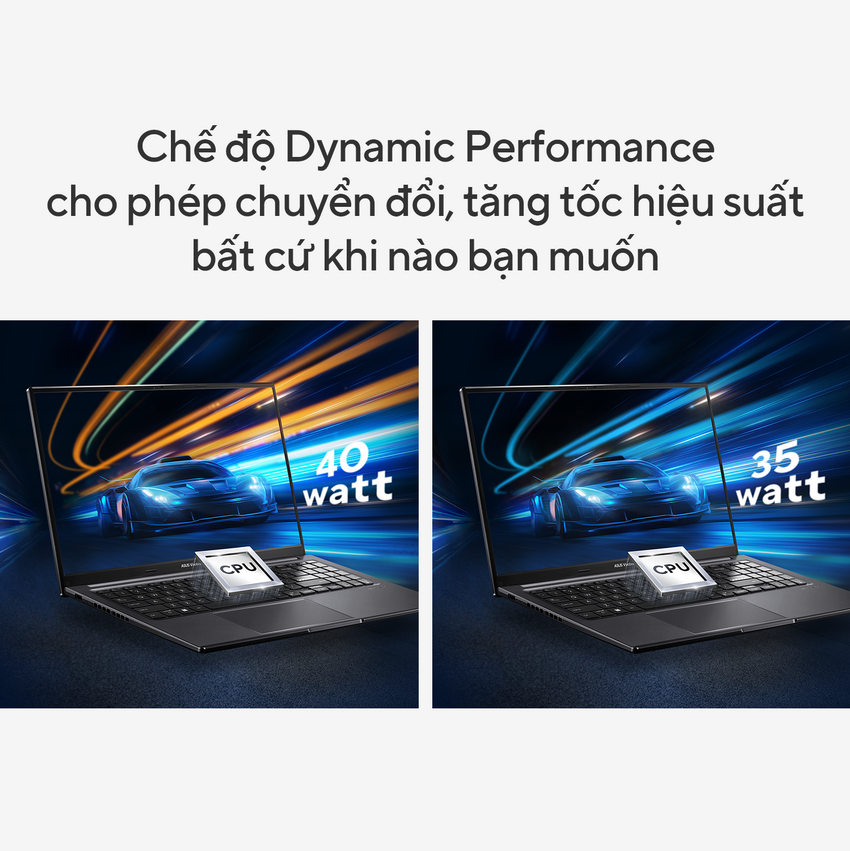 Chế độ Dynamic Performance
cho phép chuyển đổi, tăng tốc hiệu suất
bất cứ khi nào bạn muốn
40
watt
CPU
35
watt
CPU